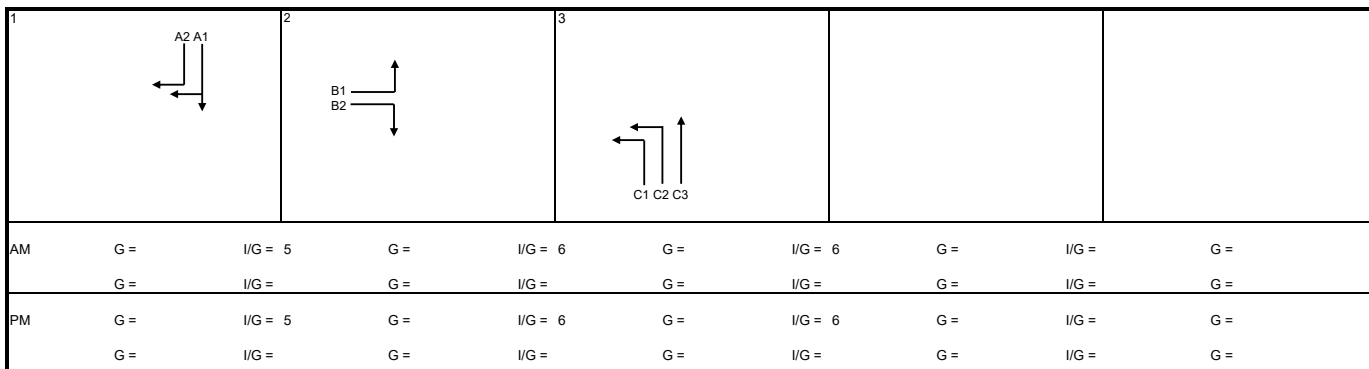 1 2 3
A2 A1
B1
B2
C1 C2 C3
AM G = I/G = 5 G = I/G = 6 G = I/G = 6 G = I/G = G =
G = I/G = G = I/G = G = I/G = G = I/G = G =
PM G = I/G = 5 G = I/G = 6 G = I/G = 6 G = I/G = G =
G = I/G = G = I/G = G = I/G = G = I/G = G =